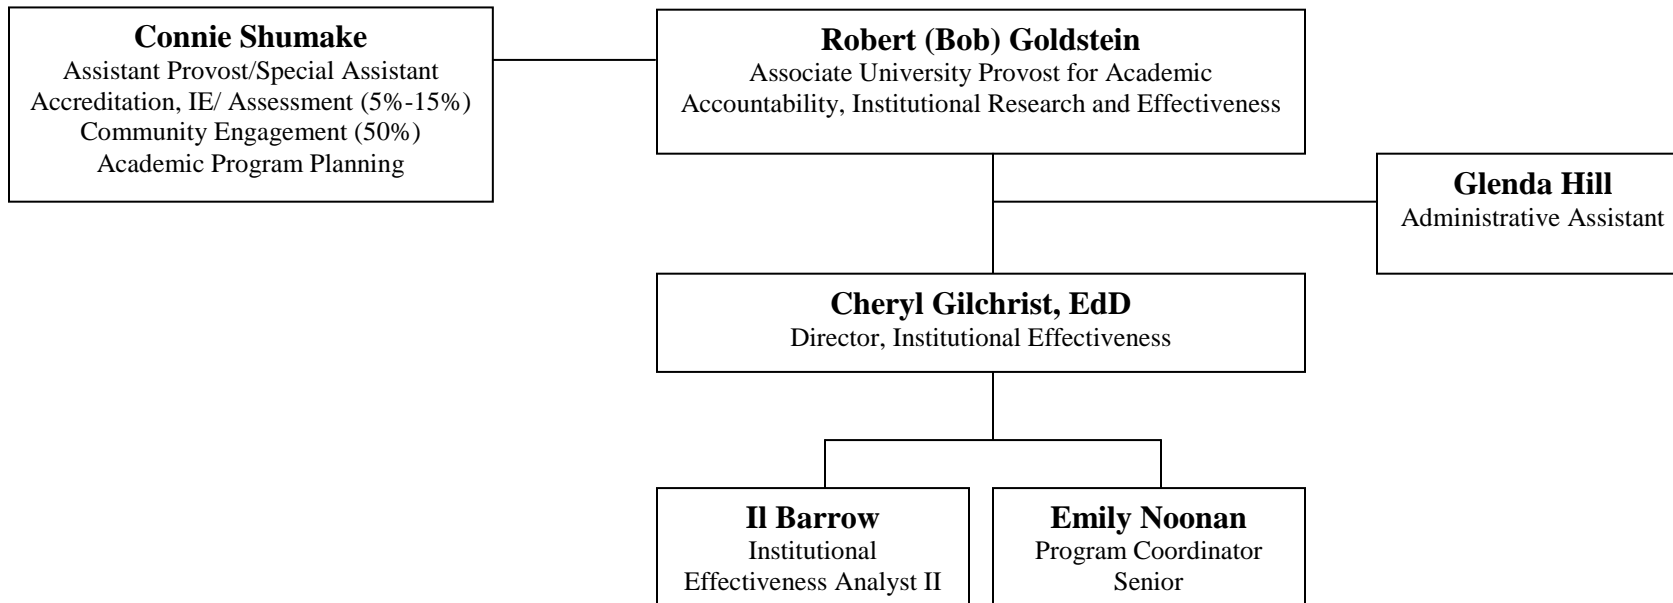 Connie Shumake
Assistant Provost/Special Assistant
Accreditation, IE/ Assessment (5%-15%)
Community Engagement (50%)
Academic Program Planning
Robert (Bob) Goldstein
Associate University Provost for Academic
Accountability, Institutional Research and Effectiveness
Glenda Hill
Administrative Assistant
Cheryl Gilchrist, EdD
Director, Institutional Effectiveness
Il Barrow
Institutional
Effectiveness Analyst II
Emily Noonan
Program Coordinator
Senior